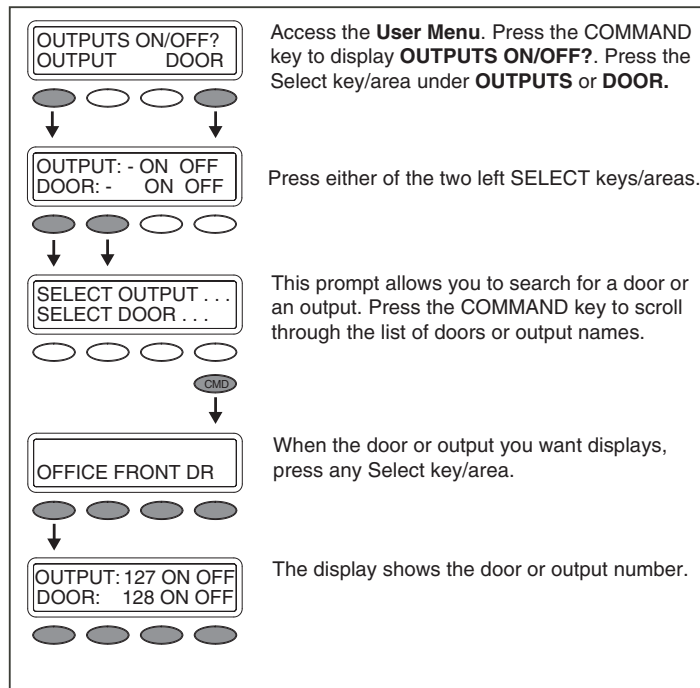 OUTPUTS ON/OFF?
OUTPUT DOOR
Access the User Menu. Press the COMMAND
key to display OUTPUTS ON/OFF?. Press the
Select key/area under OUTPUTS or DOOR.
OUTPUT: - ON OFF
DOOR: - ON OFF
Press either of the two left SELECT keys/areas.
SELECT OUTPUT . . .
SELECT DOOR . . .
This prompt allows you to search for a door or
an output. Press the COMMAND key to scroll
through the list of doors or output names.
CMD
OFFICE FRONT DR
When the door or output you want displays,
press any Select key/area.
OUTPUT: 127 ON OFF
DOOR: 128 ON OFF
The display shows the door or output number.